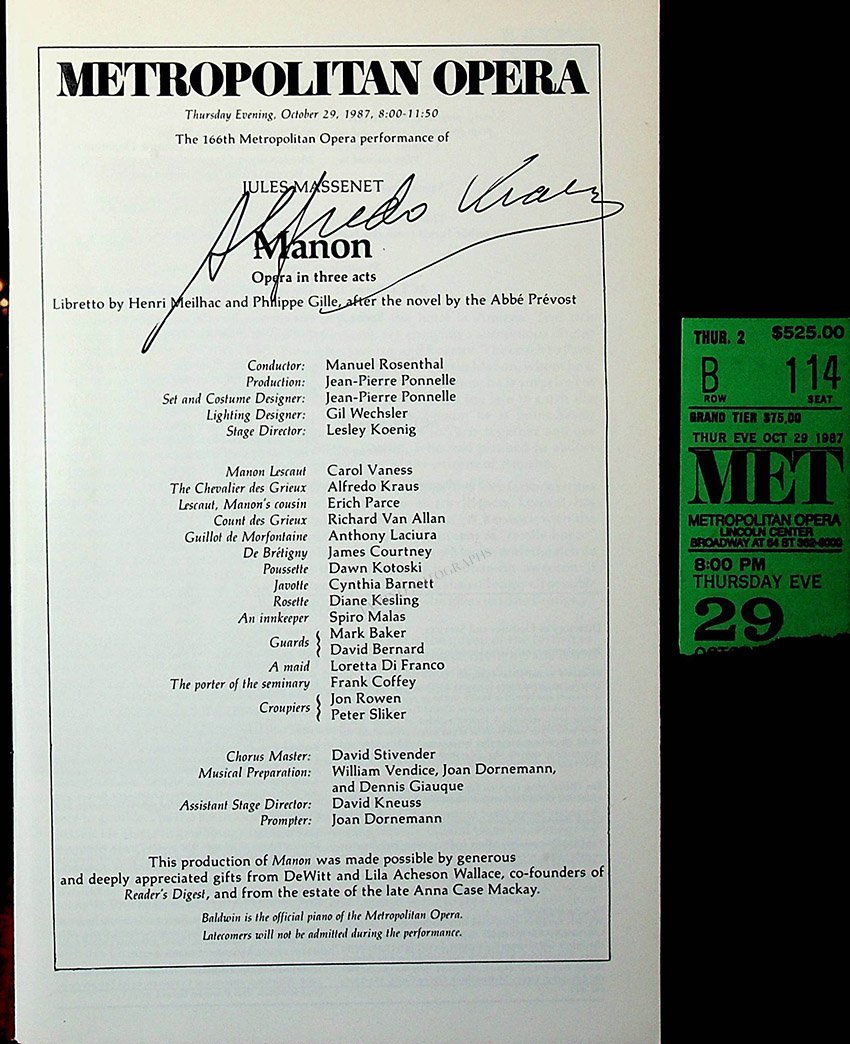 METROPOLITAN OPERA
Thursday Evening, October 29, 1987, 8:00-11:50
The 166th Metropolitan Opera performance of
JULES MASSENET
Alfredo Kraus
Manon
Opera in three acts
Libretto by Henri Meilhac and Philippe Gille, after the novel by the Abbé Prévost
Conductor: Manuel Rosenthal
Production: Jean-Pierre Ponnelle
Set and Costume Designer: Jean-Pierre Ponnelle
Lighting Designer: Gil Wechsler
Stage Director: Lesley Koenig
Manon Lescaut Carol Vaness
The Chevalier des Grieux Alfredo Kraus
Lescaut, Manon's cousin Erich Parce
Count des Grieux Richard Van Allan
Guillot de Morfontaine Anthony Laciura
De Brétigny James Courtney
Poussette Dawn Kotoski
Javotte Cynthia Barnett
Rosette Diane Kesling
An innkeeper Spiro Malas
Guards { Mark Baker
David Bernard
A maid Loretta Di Franco
The porter of the seminary Frank Coffey
Croupiers { Jon Rowen
Peter Sliker
Chorus Master: David Stivender
Musical Preparation: William Vendice, Joan Dornemann,
and Dennis Giauque
Assistant Stage Director: David Kneuss
Prompter: Joan Dornemann
This production of Manon was made possible by generous
and deeply appreciated gifts from DeWitt and Lila Acheson Wallace, co-founders of
Reader's Digest, and from the estate of the late Anna Case Mackay.
Baldwin is the official piano of the Metropolitan Opera.
Latecomers will not be admitted during the performance.
THUR. 2 $525.00
B 114
ROW SEAT
GRAND TIER $75.00
THUR EVE OCT 29 1987
MET
METROPOLITAN OPERA
LINCOLN CENTER
BROADWAY AT 64 ST
8:00 PM
THURSDAY EVE
29